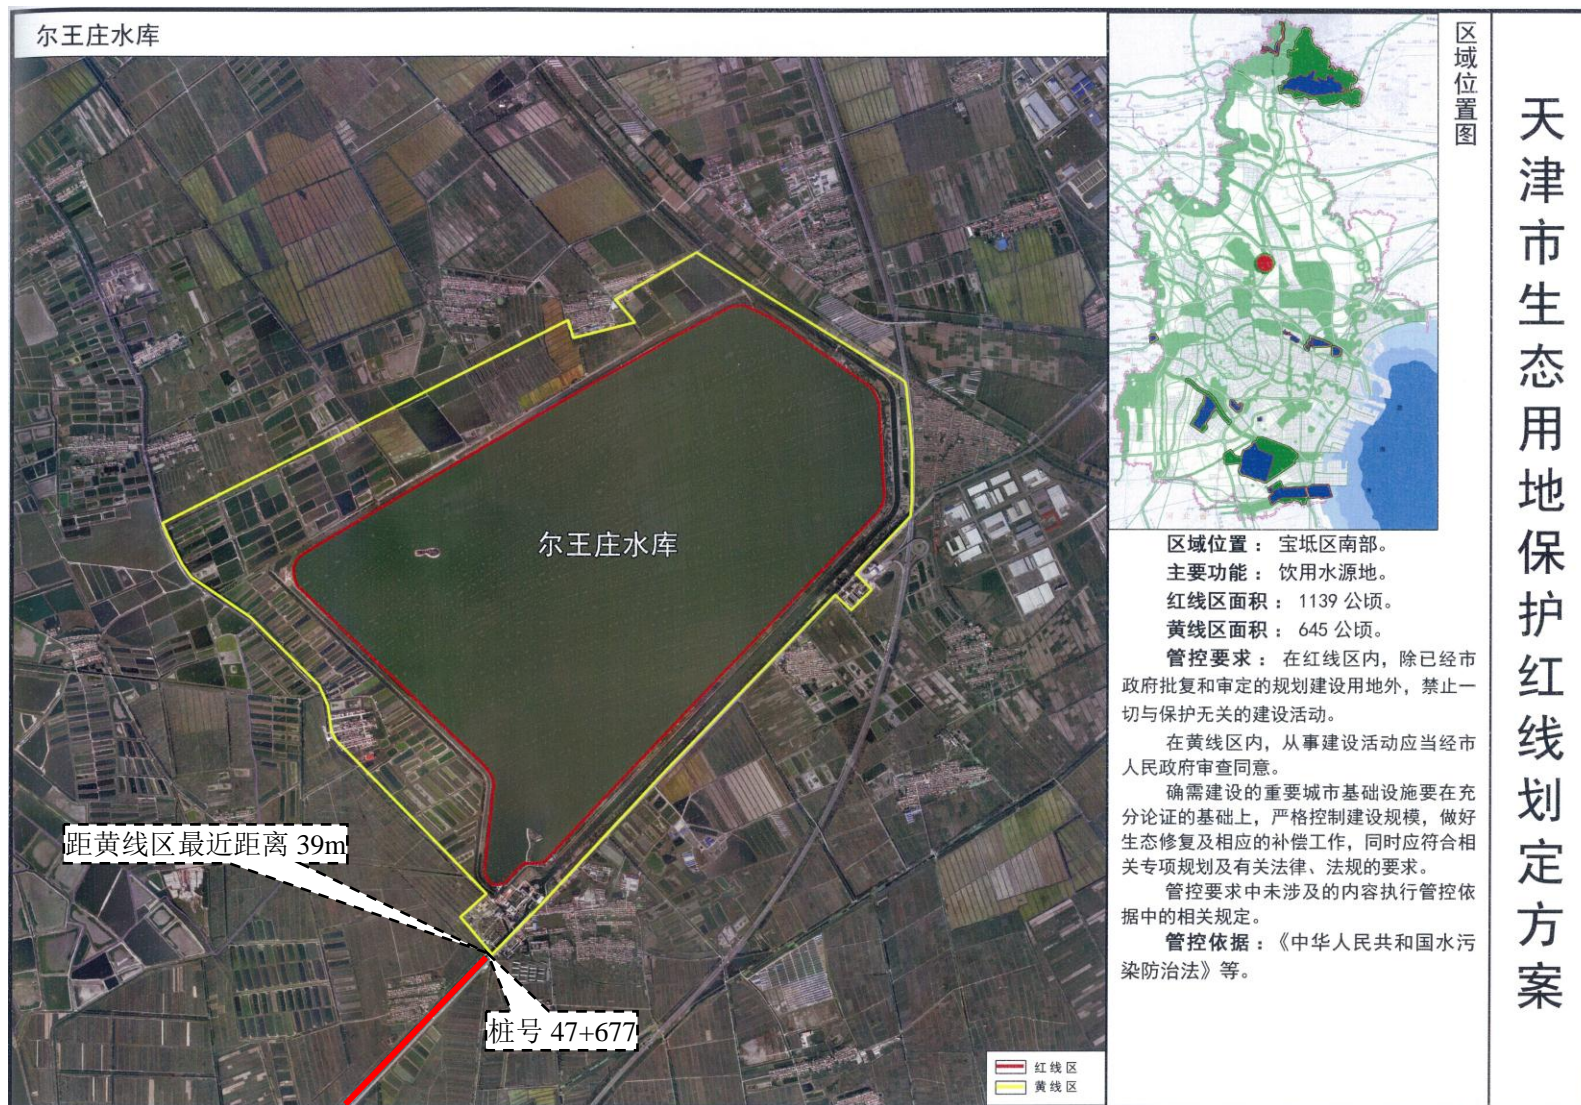 尔王庄水库
尔王庄水库
距黄线区最近距离 39m
桩号 47+677
红线区
黄线区
区域位置图
区域位置：宝坻区南部。
主要功能：饮用水源地。
红线区面积：1139 公顷。
黄线区面积：645 公顷。
管控要求：在红线区内，除已经市
政府批复和审定的规划建设用地外，禁止一
切与保护无关的建设活动。
在黄线区内，从事建设活动应当经市
人民政府审查同意。
确需建设的重要城市基础设施要在充
分论证的基础上，严格控制建设规模，做好
生态修复及相应的补偿工作，同时应符合相
关专项规划及有关法律、法规的要求。
管控要求中未涉及的内容执行管控依
据中的相关规定。
管控依据：《中华人民共和国水污
染防治法》等。
天津市生态用地保护红线划定方案